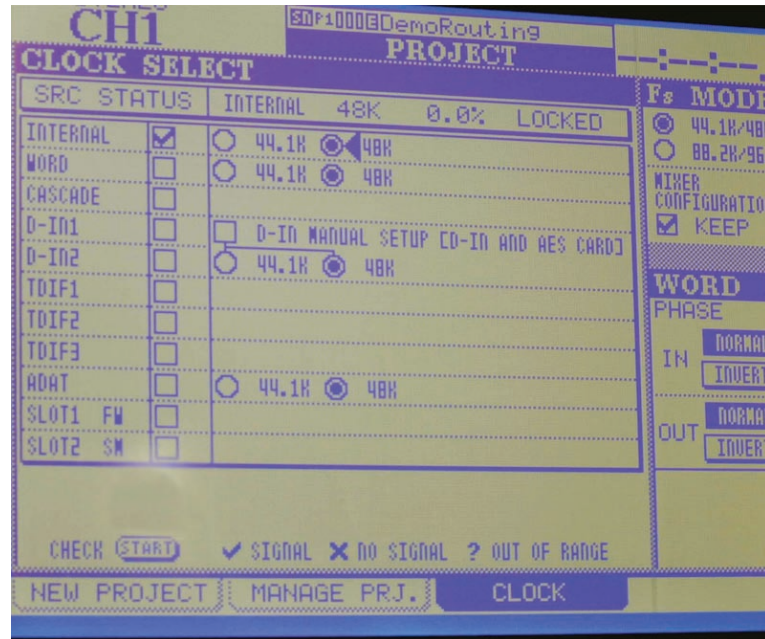 CH1
SNP1000:DemoRouting
PROJECT
--:--:--
CLOCK SELECT
SRC STATUS INTERNAL 48K 0.0% LOCKED
INTERNAL 44.1K 48K
WORD 44.1K 48K
CASCADE
D-In1 D-In MANUAL SETUP [D-In AND AES CARD]
D-In2 44.1K 48K
TDIF1
TDIF2
TDIF3
ADAT 44.1K 48K
SLOT1 FW
SLOT2 SM
CHECK START SIGNAL NO SIGNAL ? OUT OF RANGE
NEW PROJECT MANAGE PRJ. CLOCK
Fs MODE
44.1K/48
88.2K/96
MIXER
CONFIGURATIO
KEEP
WORD
PHASE
IN NORMAL
INVERT
OUT NORMA
INVER